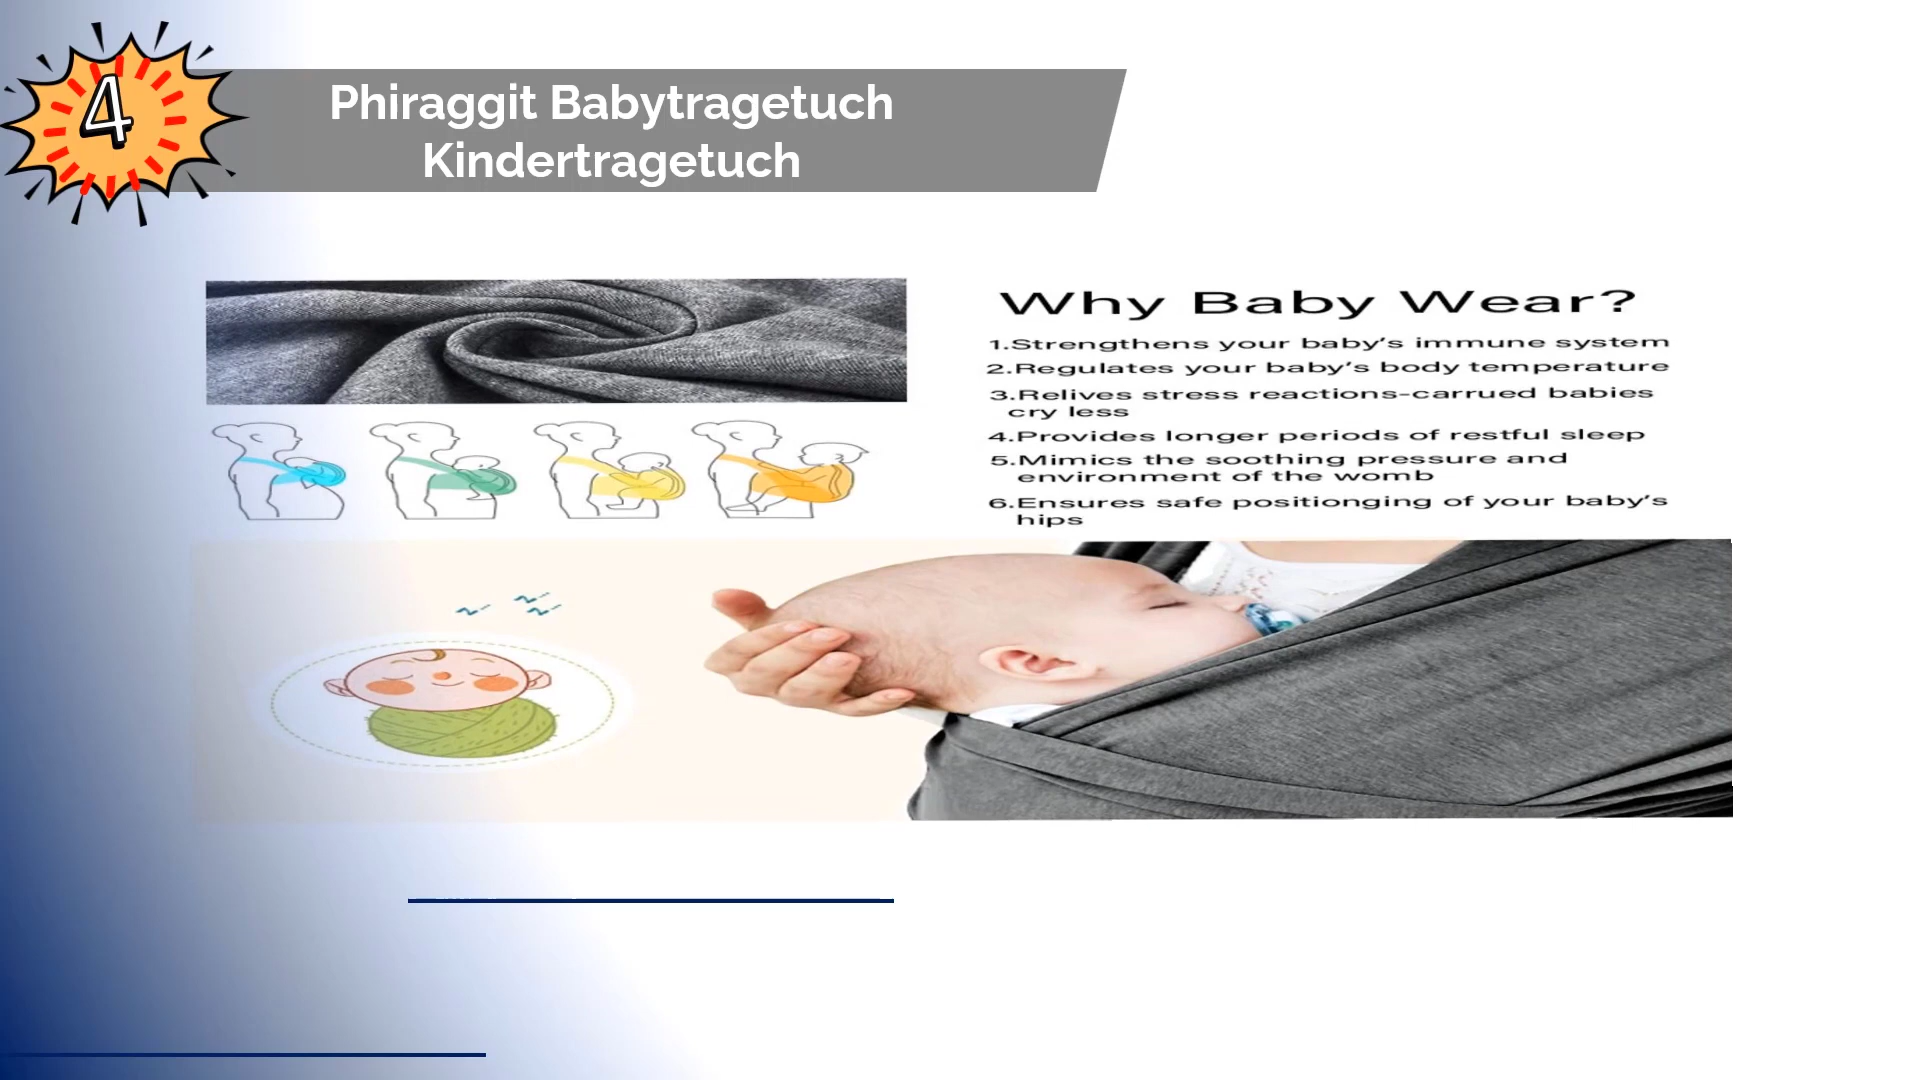 4
Phiraggit Babytragetuch
Kindertragetuch
Why Baby Wear?
1.Strengthens your baby's immune system
2.Regulates your baby's body temperature
3.Relives stress reactions-carrued babies
cry less
4.Provides longer periods of restful sleep
5.Mimics the soothing pressure and
environment of the womb
6.Ensures safe positionging of your baby's
hips
z... z...
z...